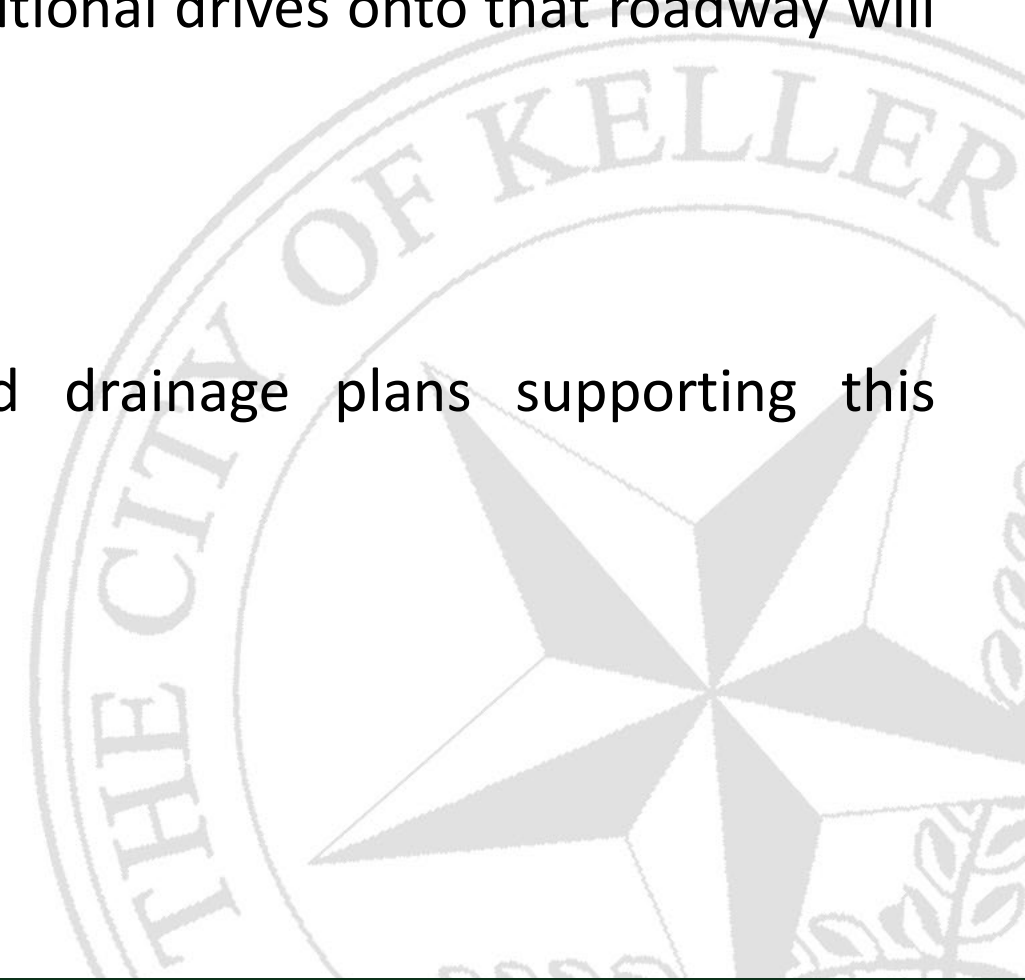 itional drives onto that roadway will
THE CITY OF KELLER
d drainage plans supporting this